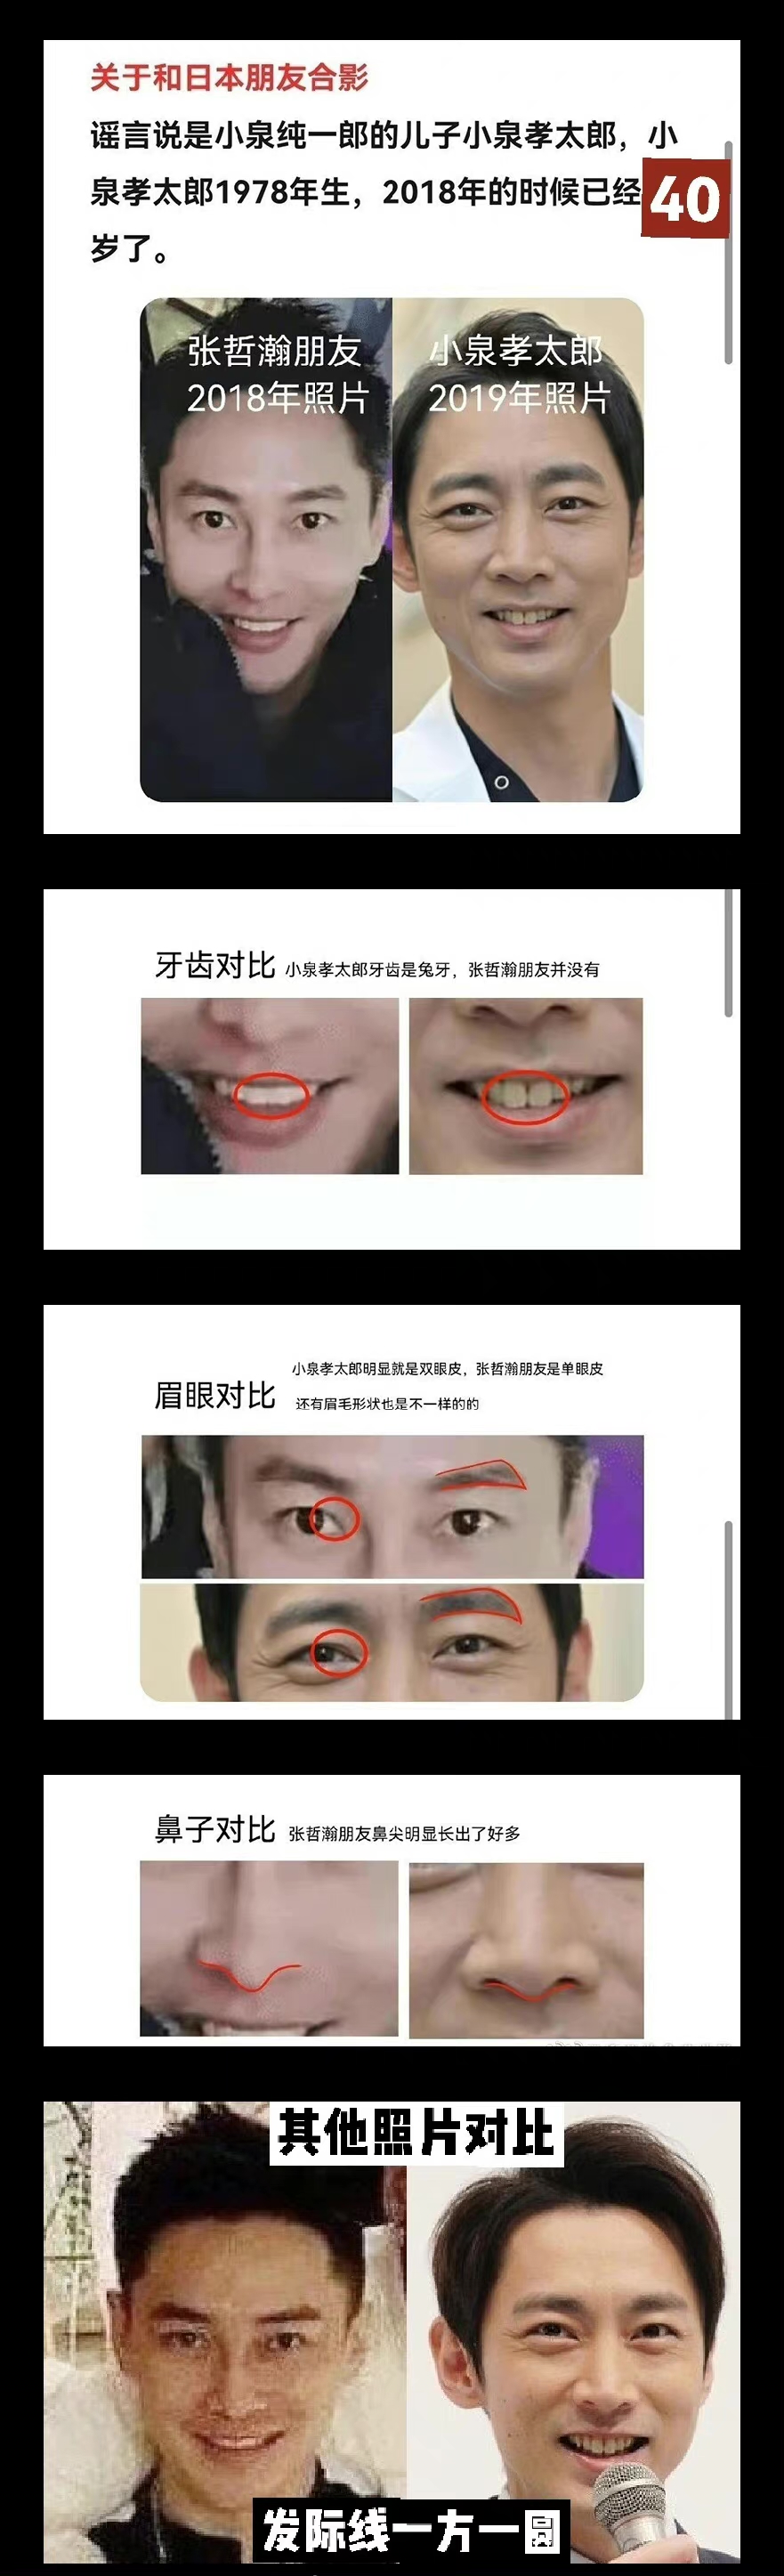 关于和日本朋友合影
谣言说是小泉纯一郎的儿子小泉孝太郎，小
泉孝太郎1978年生，2018年的时候已经40
岁了。
张哲瀚朋友
2018年照片
小泉孝太郎
2019年照片
牙齿对比 小泉孝太郎牙齿是兔牙，张哲瀚朋友并没有
小泉孝太郎明显就是双眼皮，张哲瀚朋友是单眼皮
眉眼对比 还有眉毛形状也是不一样的的
鼻子对比 张哲瀚朋友鼻尖明显长出了好多
其他照片对比
发际线一方一圆